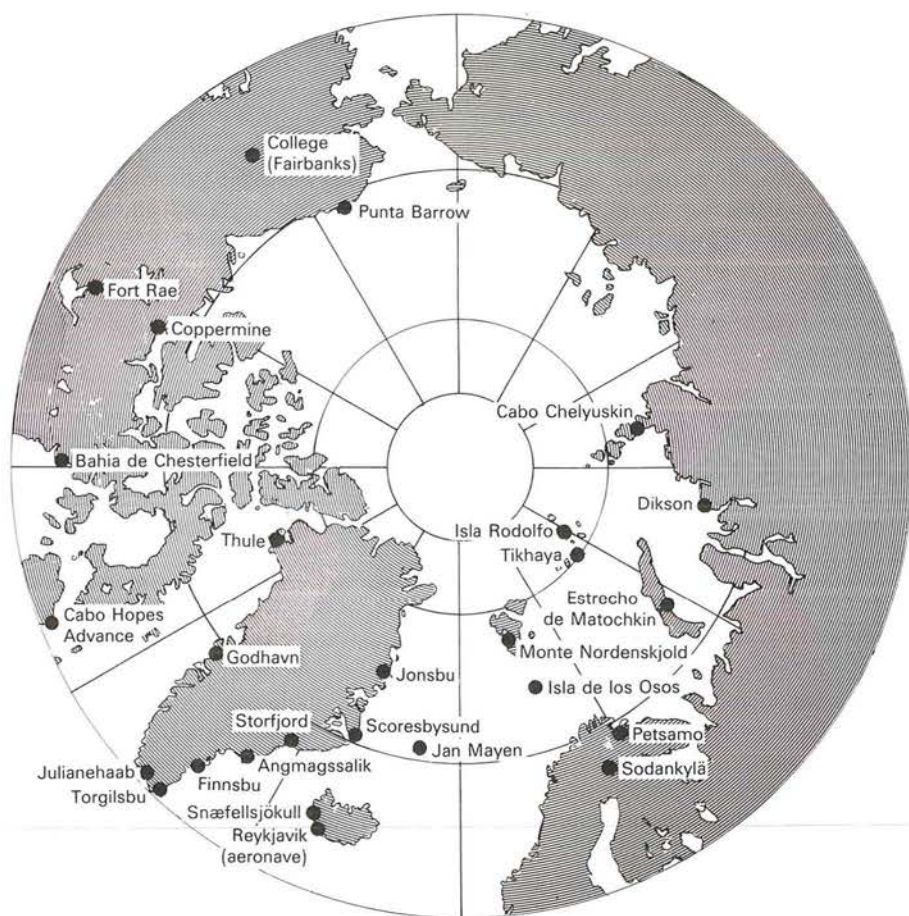 College
(Fairbanks)
Punta Barrow
Fort Rae
Coppermine
Cabo Chelyuskin
Bahia de Chesterfield
Dikson
Isla Rodolfo
Thule
Tikhaya
Estrecho
de Matochkin
Cabo Hopes
Advance
Godhavn
Monte Nordenskjold
Jonsbu
Isla de los Osos
Storfjord
Scoresbysund
Petsamo
Jan Mayen
Angmagssalik
Julianehaab
Finnsbu
Sodankylä
Torgilsbu
Snæfellsjökull
Reykjavik
(aeronave)